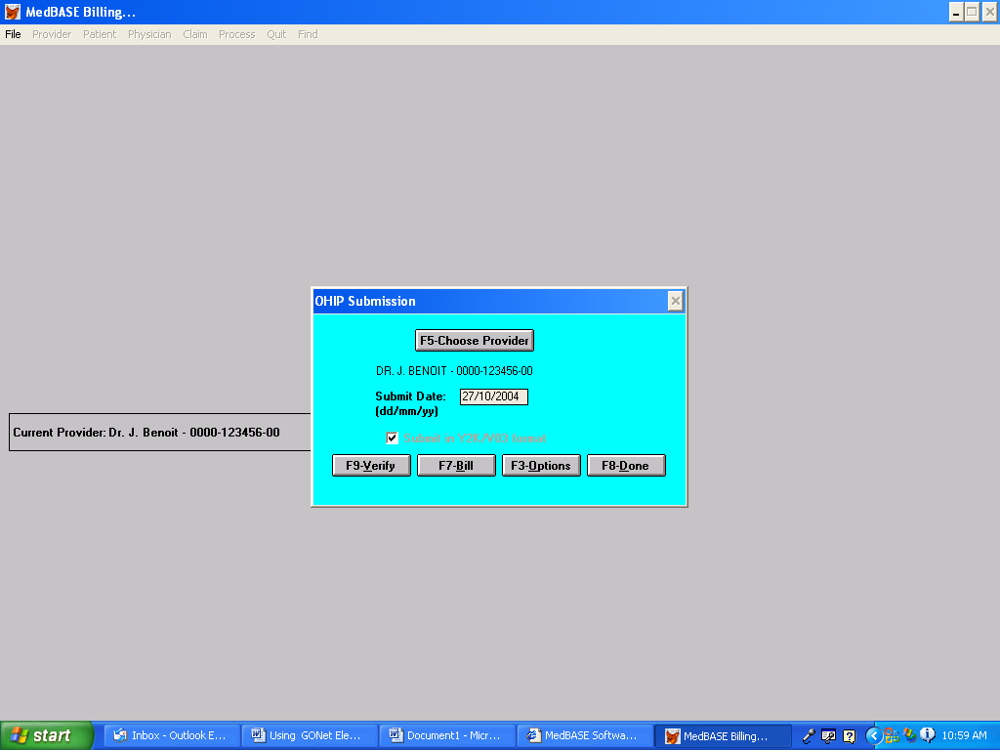 MedBASE Billing...
File Provider Patient Physician Claim Process Quit Find
OHIP Submission
F5-Choose Provider
DR. J. BENOIT - 0000-123456-00
Submit Date: 27/10/2004
(dd/mm/yy)
Current Provider: Dr. J. Benoit - 0000-123456-00
Submit in Y2K/V03 format
F9-Verify F7-Bill F3-Options F8-Done
start Inbox - Outlook E... Using GONet Ele... Document1 - Micr... MedBASE Softwa... MedBASE Billing... 10:59 AM